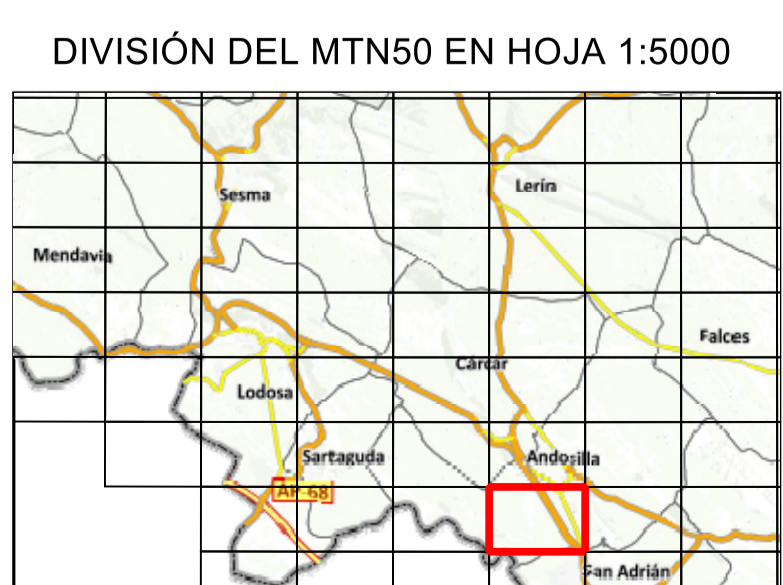 DIVISIÓN DEL MTN50 EN HOJA 1:5000
Sesma
Lerín
Mendavia
Falces
Cárcar
Lodosa
Sartaguda
Andosilla
AP-68
San Adrián